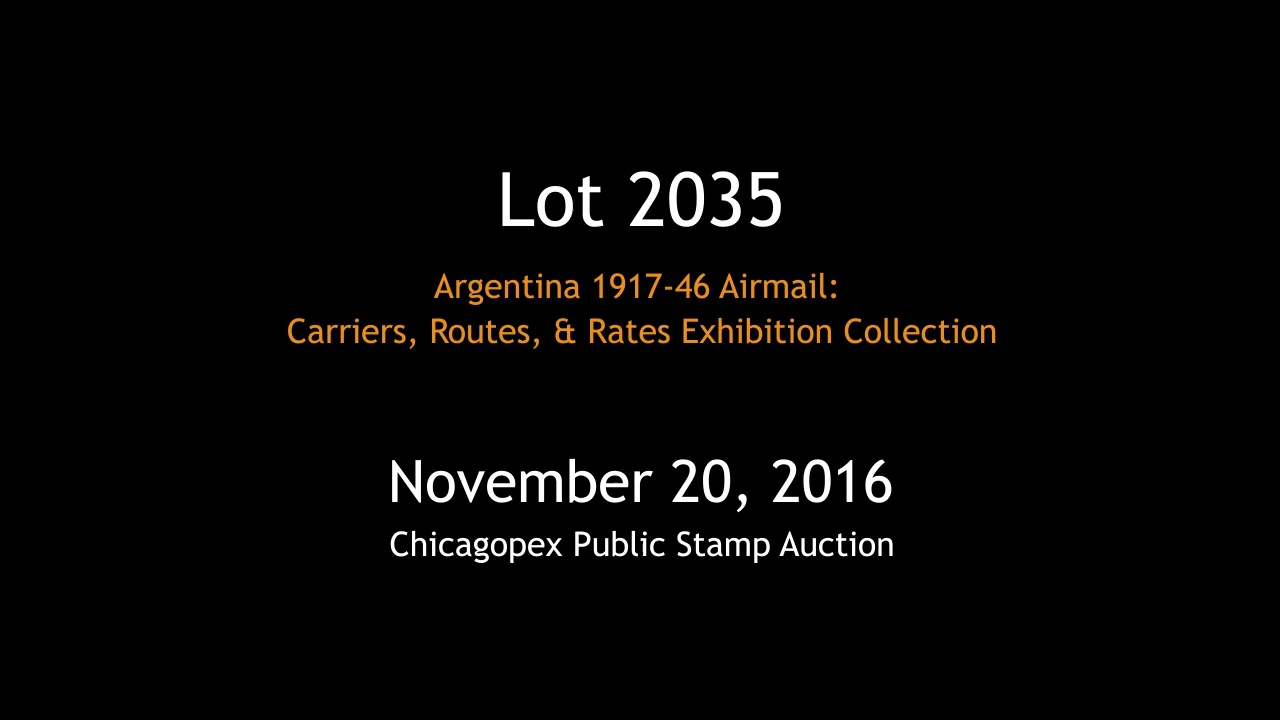 Lot 2035
Argentina 1917-46 Airmail:
Carriers, Routes, & Rates Exhibition Collection
November 20, 2016
Chicagopex Public Stamp Auction